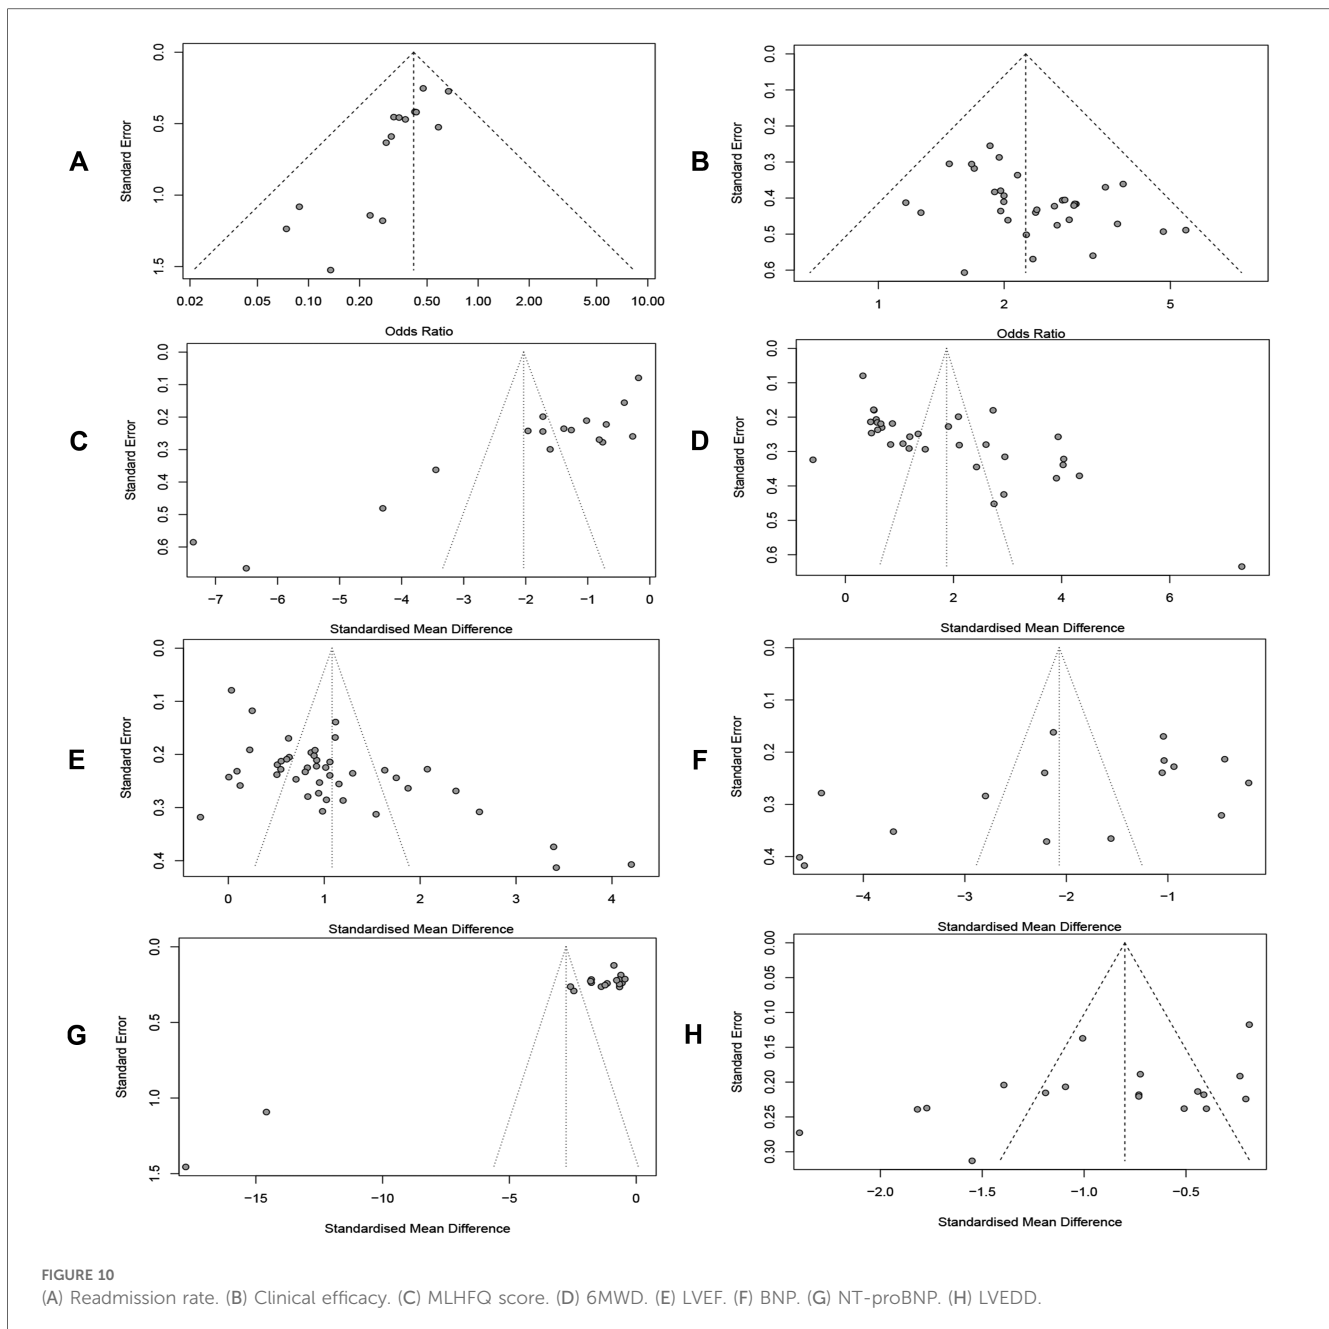 A
Standard Error
0.0
0.5
1.0
1.5
0.02 0.05 0.10 0.20 0.50 1.00 2.00 5.00 10.00
Odds Ratio
B
Standard Error
0.0
0.1
0.2
0.3
0.4
0.5
0.6
1 2 5
Odds Ratio
C
Standard Error
0.0
0.1
0.2
0.3
0.4
0.5
0.6
−7 −6 −5 −4 −3 −2 −1 0
Standardised Mean Difference
D
Standard Error
0.0
0.1
0.2
0.3
0.4
0.5
0.6
0 2 4 6
Standardised Mean Difference
E
Standard Error
0.0
0.1
0.2
0.3
0.4
0 1 2 3 4
Standardised Mean Difference
F
Standard Error
0.0
0.1
0.2
0.3
0.4
−4 −3 −2 −1
Standardised Mean Difference
G
Standard Error
0.0
0.5
1.0
1.5
−15 −10 −5 0
Standardised Mean Difference
H
Standard Error
0.00
0.05
0.10
0.15
0.20
0.25
0.30
−2.0 −1.5 −1.0 −0.5
Standardised Mean Difference
FIGURE 10
(A) Readmission rate. (B) Clinical efficacy. (C) MLHFQ score. (D) 6MWD. (E) LVEF. (F) BNP. (G) NT-proBNP. (H) LVEDD.